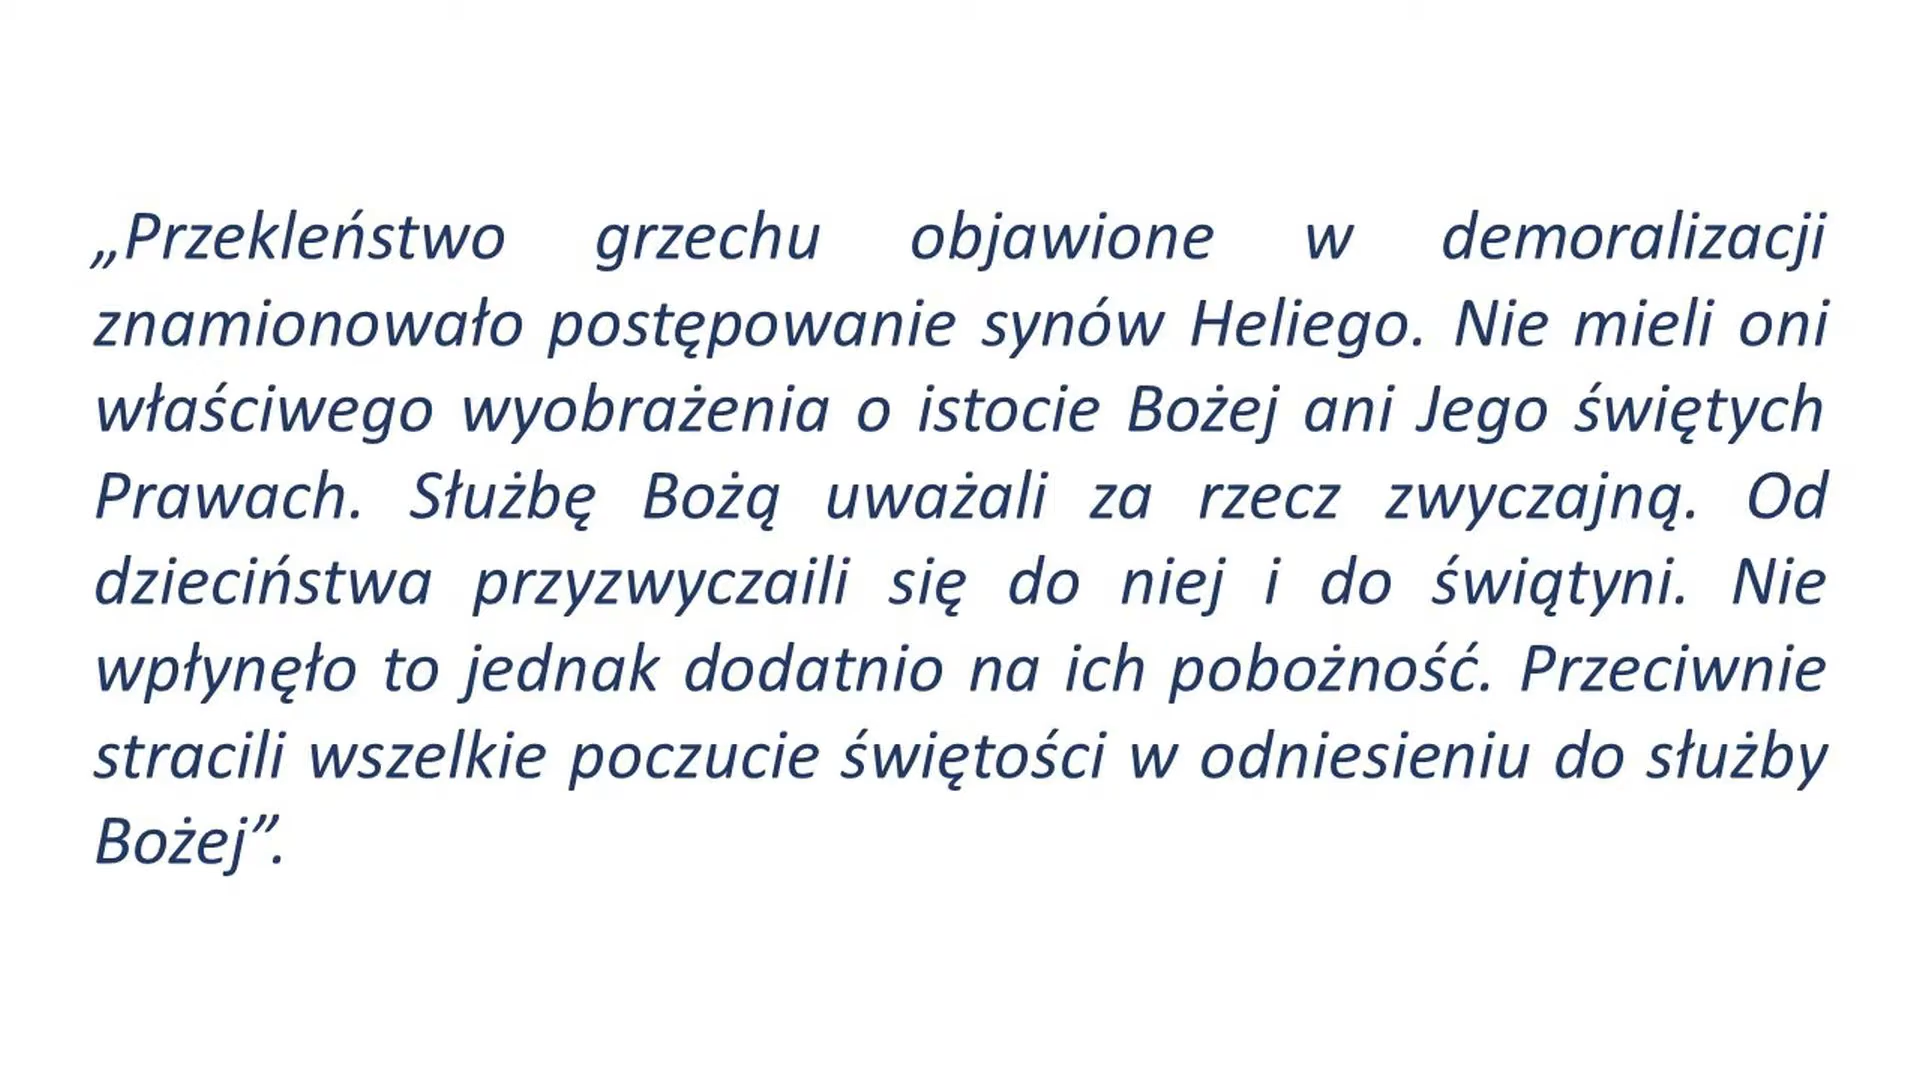 „Przekleństwo grzechu objawione w demoralizacji
znamionowało postępowanie synów Heliego. Nie mieli oni
właściwego wyobrażenia o istocie Bożej ani Jego świętych
Prawach. Służbę Bożą uważali za rzecz zwyczajną. Od
dzieciństwa przyzwyczaili się do niej i do świątyni. Nie
wpłynęło to jednak dodatnio na ich pobożność. Przeciwnie
stracili wszelkie poczucie świętości w odniesieniu do służby
Bożej”.